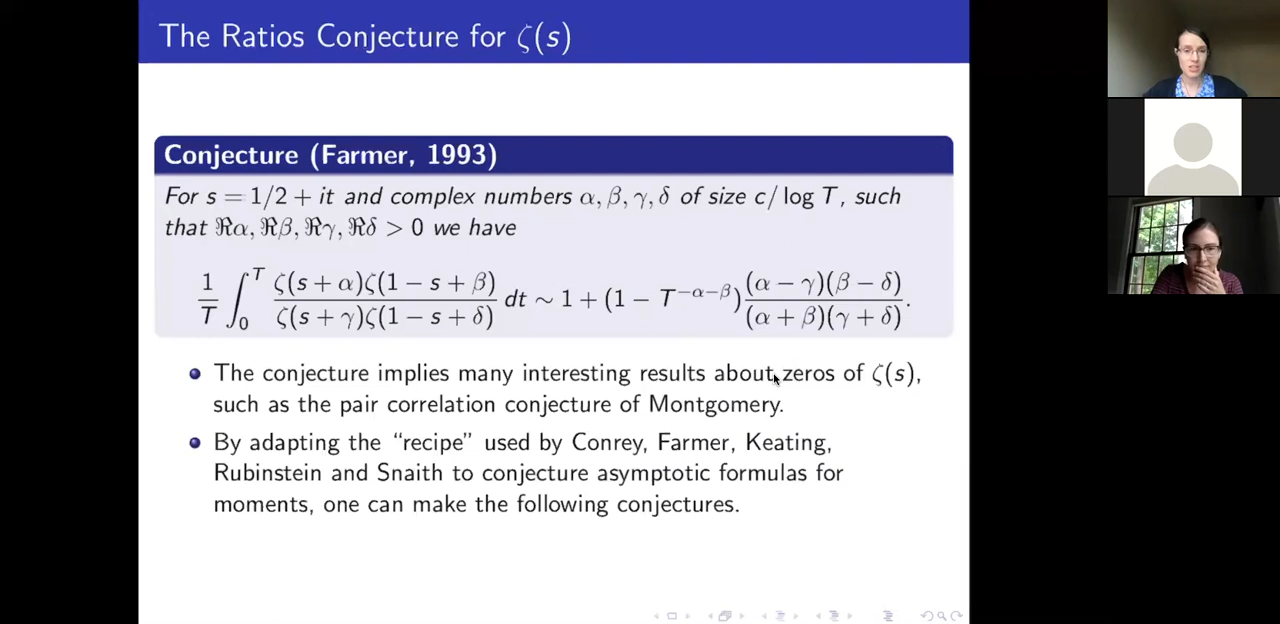 The Ratios Conjecture for ζ(s)
Conjecture (Farmer, 1993)
For s = 1/2 + it and complex numbers α, β, γ, δ of size c/ log T, such
that ℜα, ℜβ, ℜγ, ℜδ > 0 we have
1/T ∫_0^T ζ(s + α)ζ(1 − s + β) / ζ(s + γ)ζ(1 − s + δ) dt ∼ 1 + (1 − T^{−α−β}) (α − γ)(β − δ) / (α + β)(γ + δ).
The conjecture implies many interesting results about zeros of ζ(s),
such as the pair correlation conjecture of Montgomery.
By adapting the “recipe” used by Conrey, Farmer, Keating,
Rubinstein and Snaith to conjecture asymptotic formulas for
moments, one can make the following conjectures.